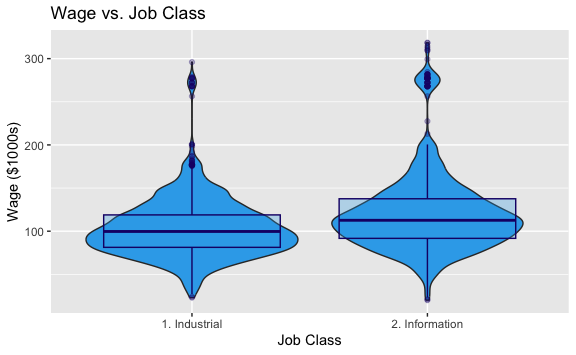 Wage vs. Job Class
Wage ($1000s)
300
200
100
1. Industrial
2. Information
Job Class